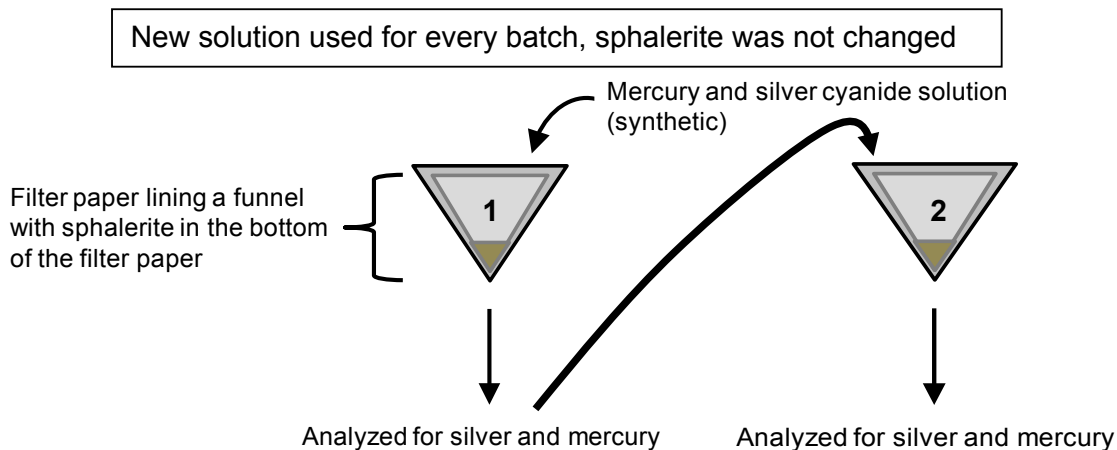 New solution used for every batch, sphalerite was not changed
Mercury and silver cyanide solution
(synthetic)
Filter paper lining a funnel
with sphalerite in the bottom
of the filter paper
1
2
Analyzed for silver and mercury
Analyzed for silver and mercury